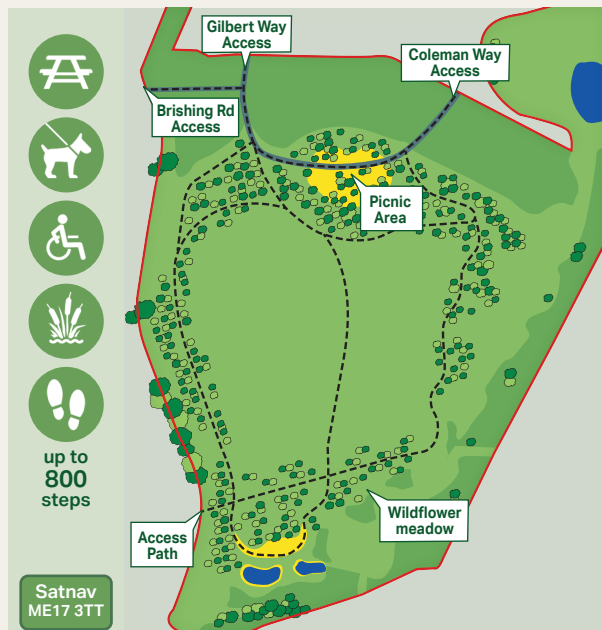 Gilbert Way
Access
Coleman Way
Access
Brishing Rd
Access
Picnic
Area
up to
800
steps
Wildflower
meadow
Access
Path
Satnav
ME17 3TT